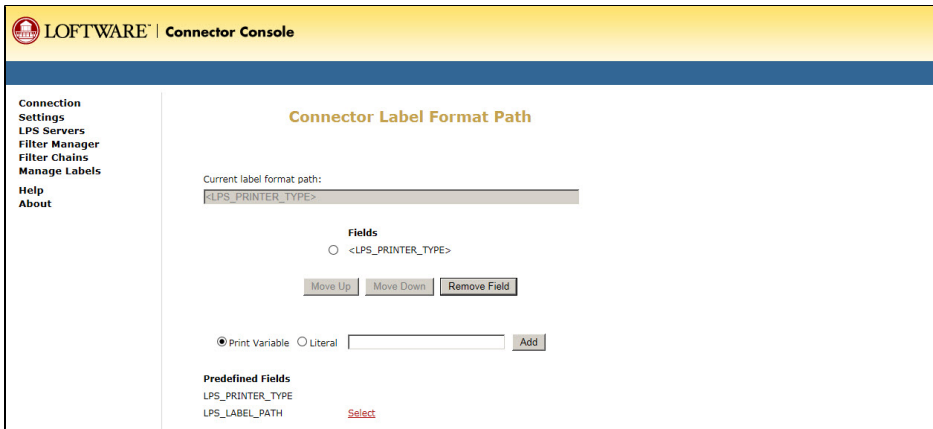 LOFTWARE™ | Connector Console
Connection
Settings
LPS Servers
Filter Manager
Filter Chains
Manage Labels
Help
About
Connector Label Format Path
Current label format path:
<LPS_PRINTER_TYPE>
Fields
<LPS_PRINTER_TYPE>
Move Up Move Down Remove Field
Print Variable Literal Add
Predefined Fields
LPS_PRINTER_TYPE
LPS_LABEL_PATH Select